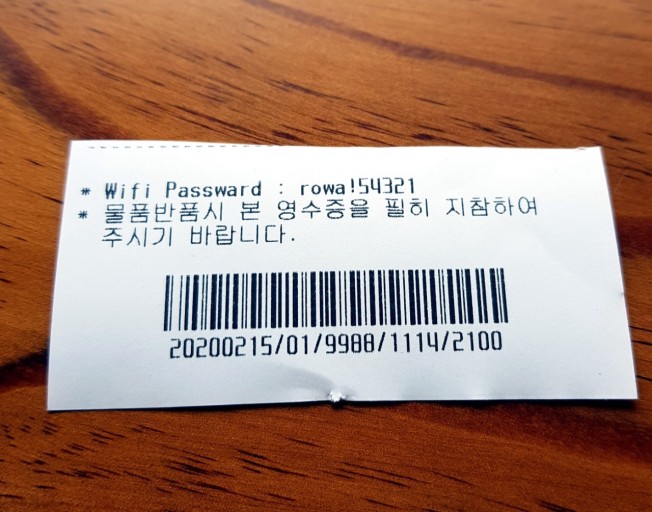 * Wifi Passward : rowa!54321
* 물품반품시 본 영수증을 필히 지참하여
주시기 바랍니다.
20200215/01/9988/1114/2100